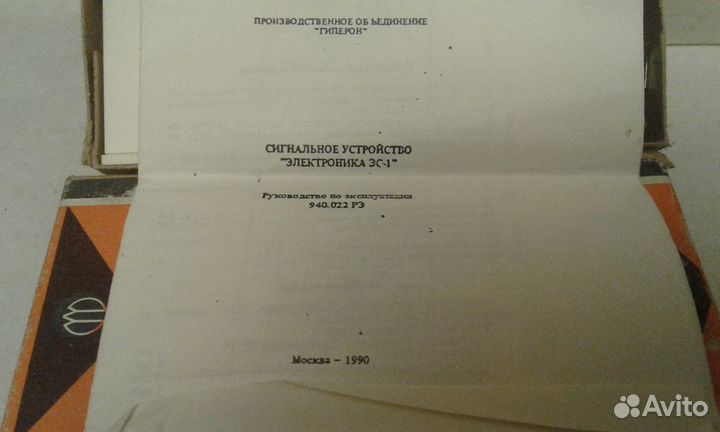 ПРОИЗВОДСТВЕННОЕ ОБЪЕДИНЕНИЕ
"ГИПЕРОН"
СИГНАЛЬНОЕ УСТРОЙСТВО
"ЭЛЕКТРОНИКА ЭС-1"
Руководство по эксплуатации
940.022 РЭ
Москва – 1990
Avito